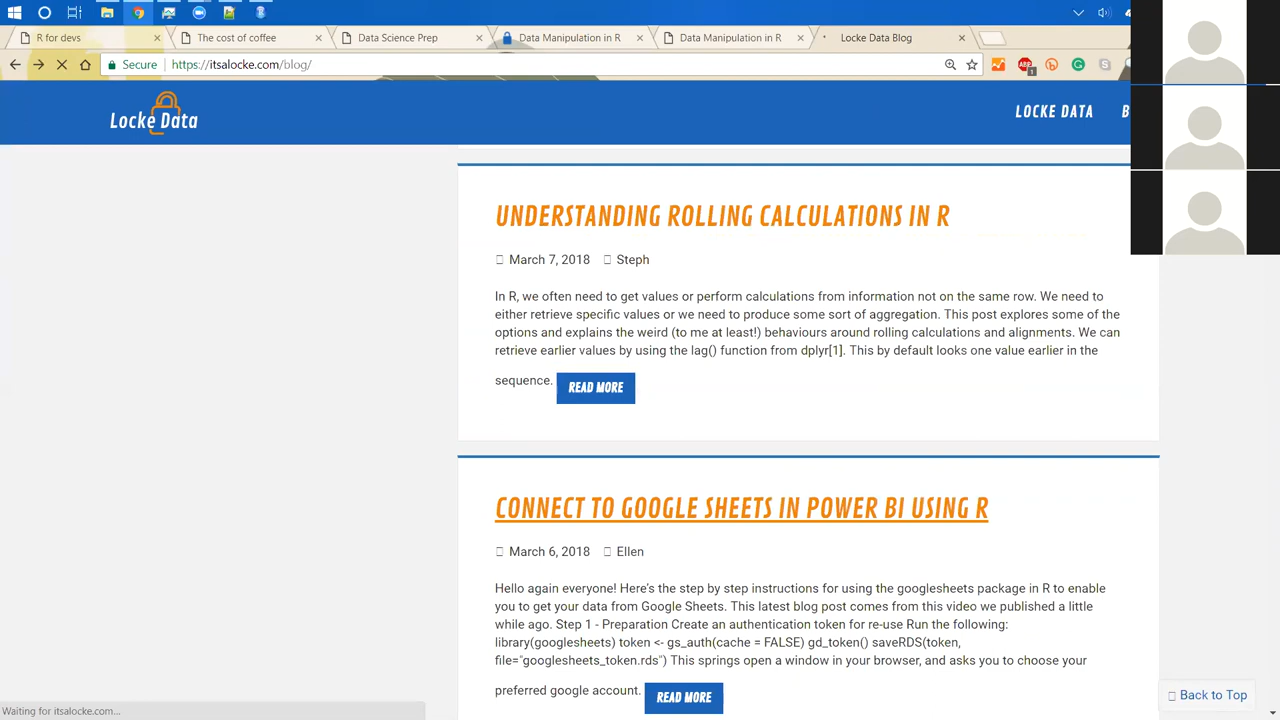 R for devs
The cost of coffee
Data Science Prep
Data Manipulation in R
Data Manipulation in R
Locke Data Blog
Secure
https://itsalocke.com/blog/
ABP
1
Locke Data
LOCKE DATA
B
UNDERSTANDING ROLLING CALCULATIONS IN R
March 7, 2018 Steph
In R, we often need to get values or perform calculations from information not on the same row. We need to
either retrieve specific values or we need to produce some sort of aggregation. This post explores some of the
options and explains the weird (to me at least!) behaviours around rolling calculations and alignments. We can
retrieve earlier values by using the lag() function from dplyr[1]. This by default looks one value earlier in the
sequence. READ MORE
CONNECT TO GOOGLE SHEETS IN POWER BI USING R
March 6, 2018 Ellen
Hello again everyone! Here’s the step by step instructions for using the googlesheets package in R to enable
you to get your data from Google Sheets. This latest blog post comes from this video we published a little
while ago. Step 1 - Preparation Create an authentication token for re-use Run the following:
library(googlesheets) token <- gs_auth(cache = FALSE) gd_token() saveRDS(token,
file="googlesheets_token.rds") This springs open a window in your browser, and asks you to choose your
preferred google account. READ MORE
Back to Top
Waiting for itsalocke.com...